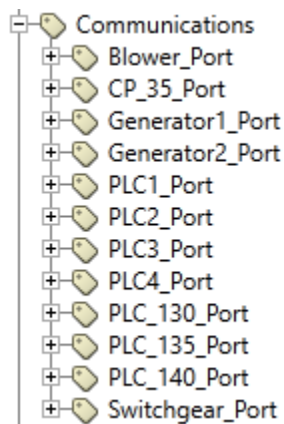 Communications
Blower_Port
CP_35_Port
Generator1_Port
Generator2_Port
PLC1_Port
PLC2_Port
PLC3_Port
PLC4_Port
PLC_130_Port
PLC_135_Port
PLC_140_Port
Switchgear_Port